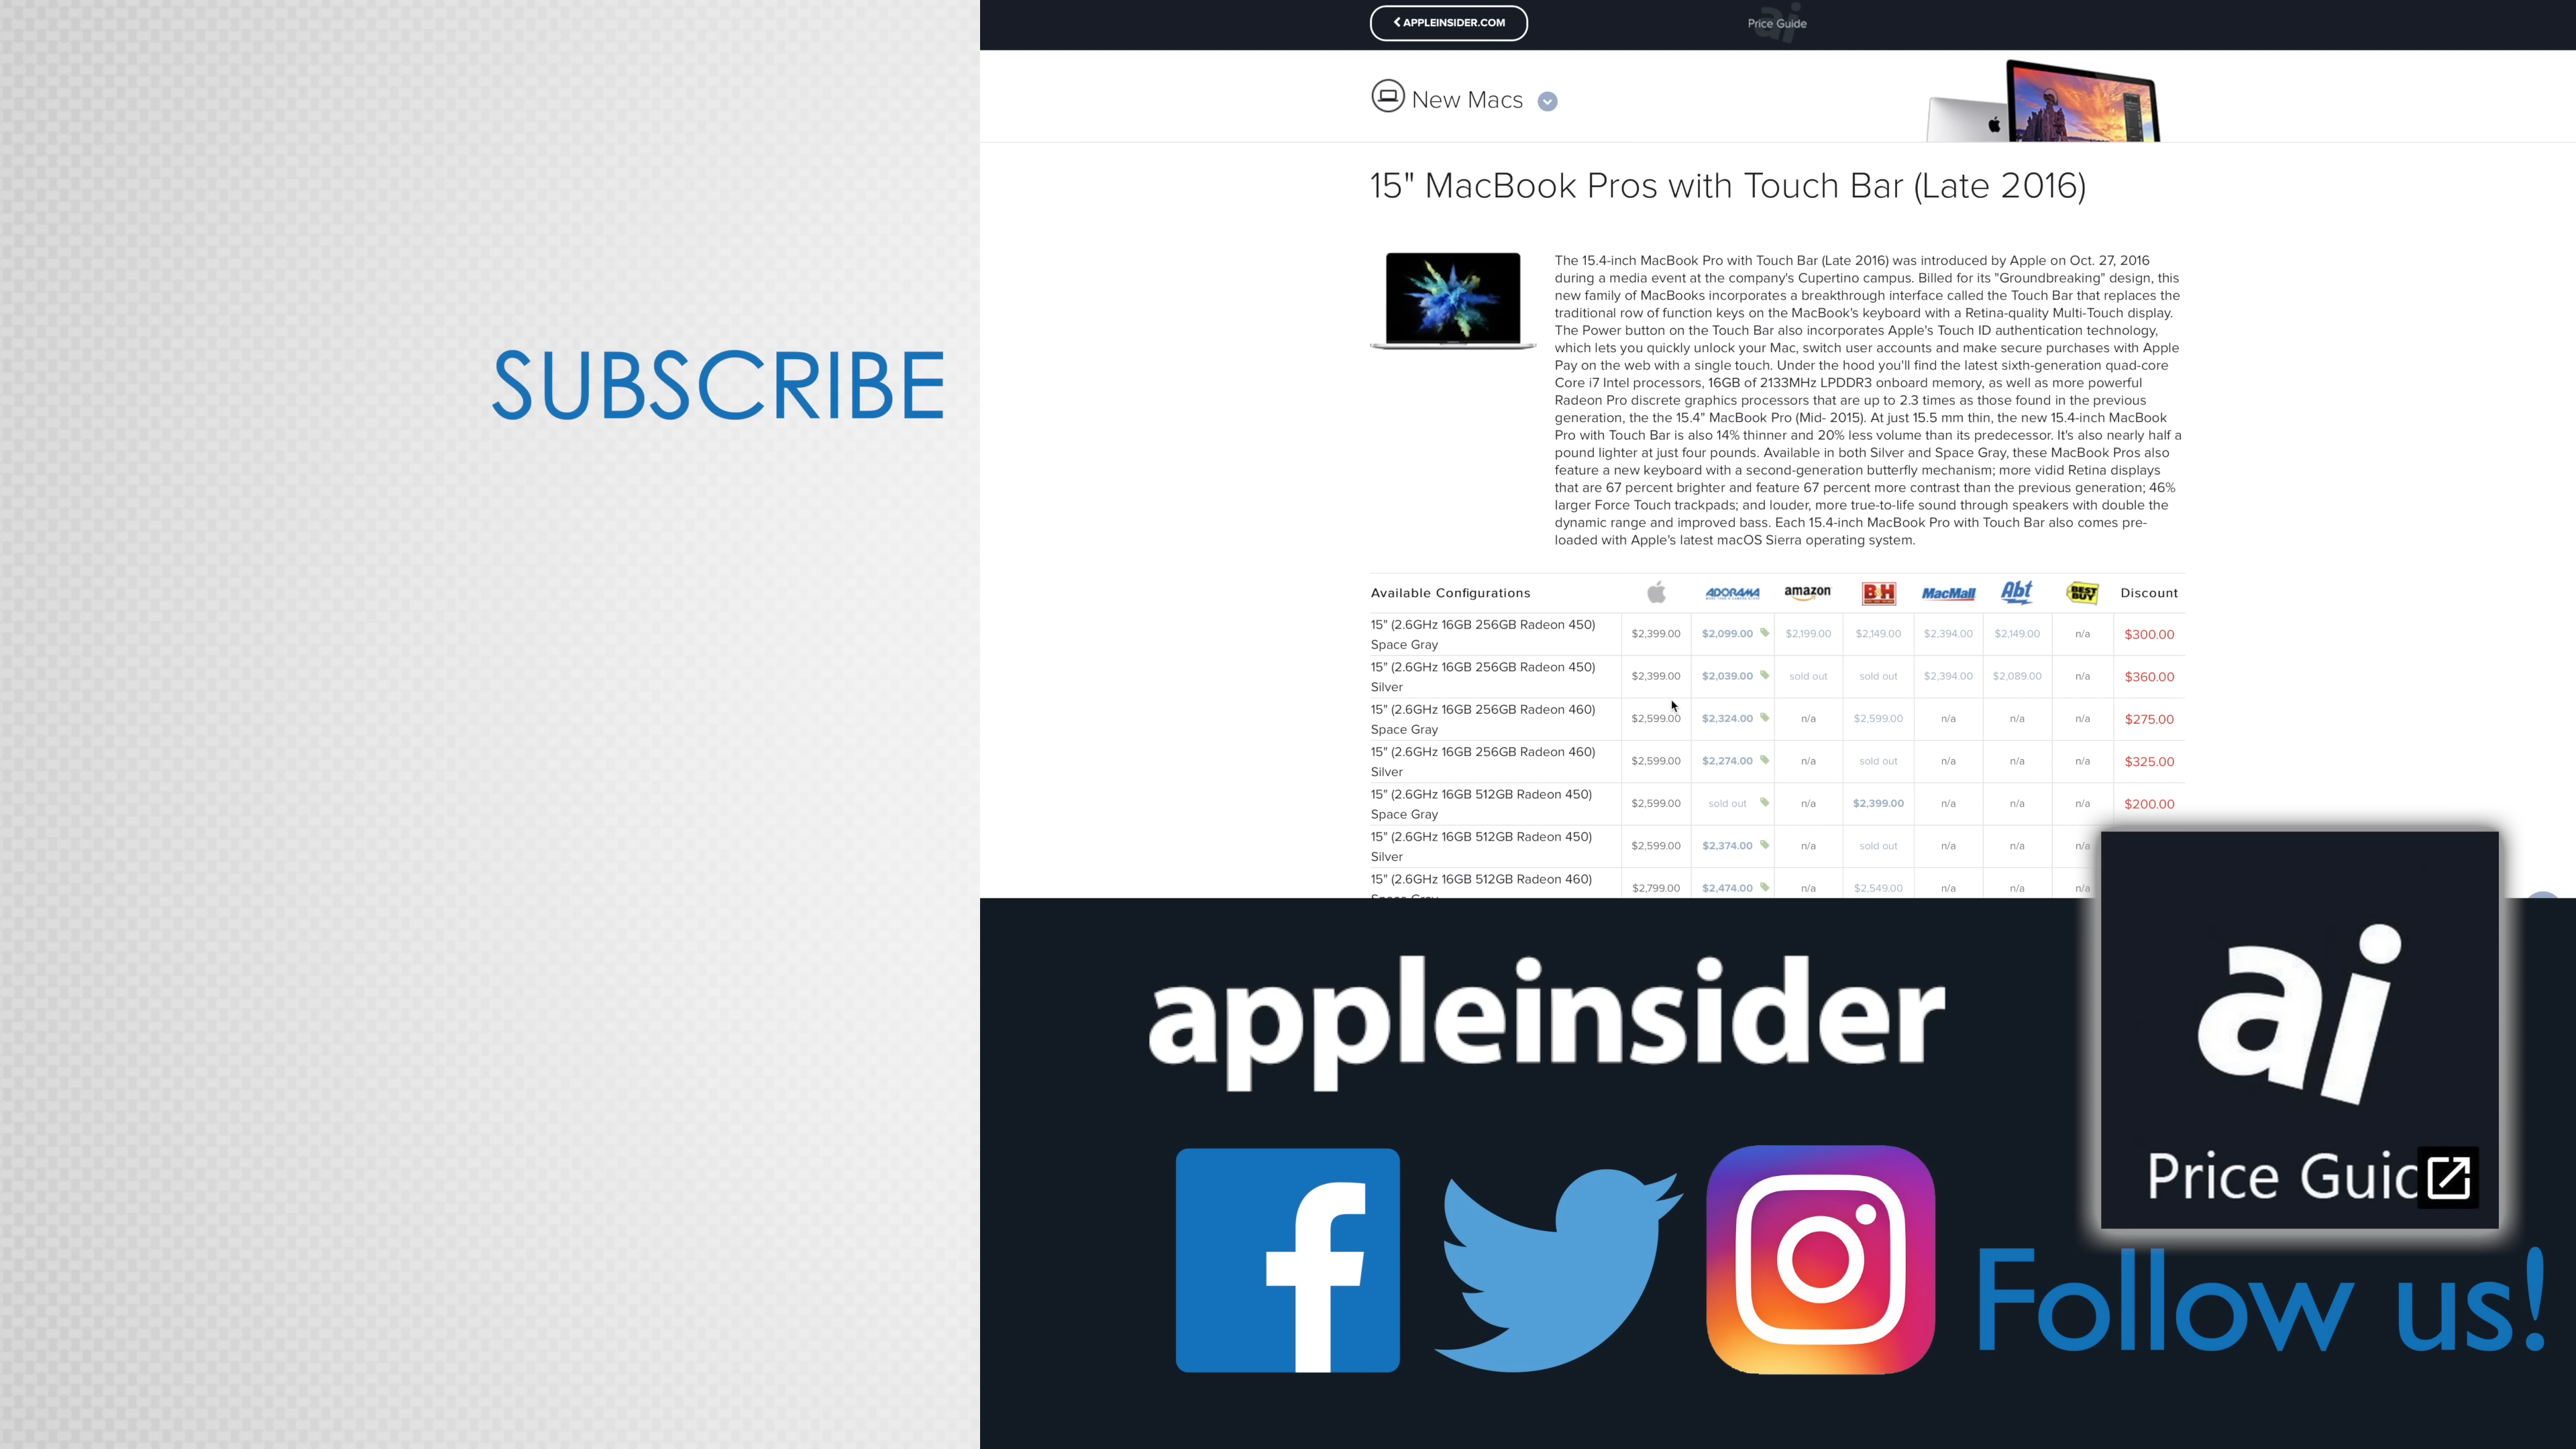 SUBSCRIBE
APPLEINSIDER.COM
Price Guide
New Macs
15" MacBook Pros with Touch Bar (Late 2016)
The 15.4-inch MacBook Pro with Touch Bar (Late 2016) was introduced by Apple on Oct. 27, 2016
during a media event at the company's Cupertino campus. Billed for its "Groundbreaking" design, this
new family of MacBooks incorporates a breakthrough interface called the Touch Bar that replaces the
traditional row of function keys on the MacBook's keyboard with a Retina-quality Multi-Touch display.
The Power button on the Touch Bar also incorporates Apple's Touch ID authentication technology,
which lets you quickly unlock your Mac, switch user accounts and make secure purchases with Apple
Pay on the web with a single touch. Under the hood you'll find the latest sixth-generation quad-core
Core i7 Intel processors, 16GB of 2133MHz LPDDR3 onboard memory, as well as more powerful
Radeon Pro discrete graphics processors that are up to 2.3 times as those found in the previous
generation, the the 15.4" MacBook Pro (Mid- 2015). At just 15.5 mm thin, the new 15.4-inch MacBook
Pro with Touch Bar is also 14% thinner and 20% less volume than its predecessor. It's also nearly half a
pound lighter at just four pounds. Available in both Silver and Space Gray, these MacBook Pros also
feature a new keyboard with a second-generation butterfly mechanism; more vidid Retina displays
that are 67 percent brighter and feature 67 percent more contrast than the previous generation; 46%
larger Force Touch trackpads; and louder, more true-to-life sound through speakers with double the
dynamic range and improved bass. Each 15.4-inch MacBook Pro with Touch Bar also comes pre-
loaded with Apple's latest macOS Sierra operating system.
Available Configurations ADORAMA amazon B&H MacMall Abt BEST BUY Discount
15" (2.6GHz 16GB 256GB Radeon 450) Space Gray $2,399.00 $2,099.00 $2,199.00 $2,149.00 $2,394.00 $2,149.00 n/a $300.00
15" (2.6GHz 16GB 256GB Radeon 450) Silver $2,399.00 $2,039.00 sold out sold out $2,394.00 $2,089.00 n/a $360.00
15" (2.6GHz 16GB 256GB Radeon 460) Space Gray $2,599.00 $2,324.00 n/a $2,599.00 n/a n/a n/a $275.00
15" (2.6GHz 16GB 256GB Radeon 460) Silver $2,599.00 $2,274.00 n/a sold out n/a n/a n/a $325.00
15" (2.6GHz 16GB 512GB Radeon 450) Space Gray $2,599.00 sold out n/a $2,399.00 n/a n/a n/a $200.00
15" (2.6GHz 16GB 512GB Radeon 450) Silver $2,599.00 $2,374.00 n/a sold out n/a n/a n/a
15" (2.6GHz 16GB 512GB Radeon 460) $2,799.00 $2,474.00 n/a $2,549.00 n/a n/a n/a
appleinsider
ai
Price Guid
Follow us!